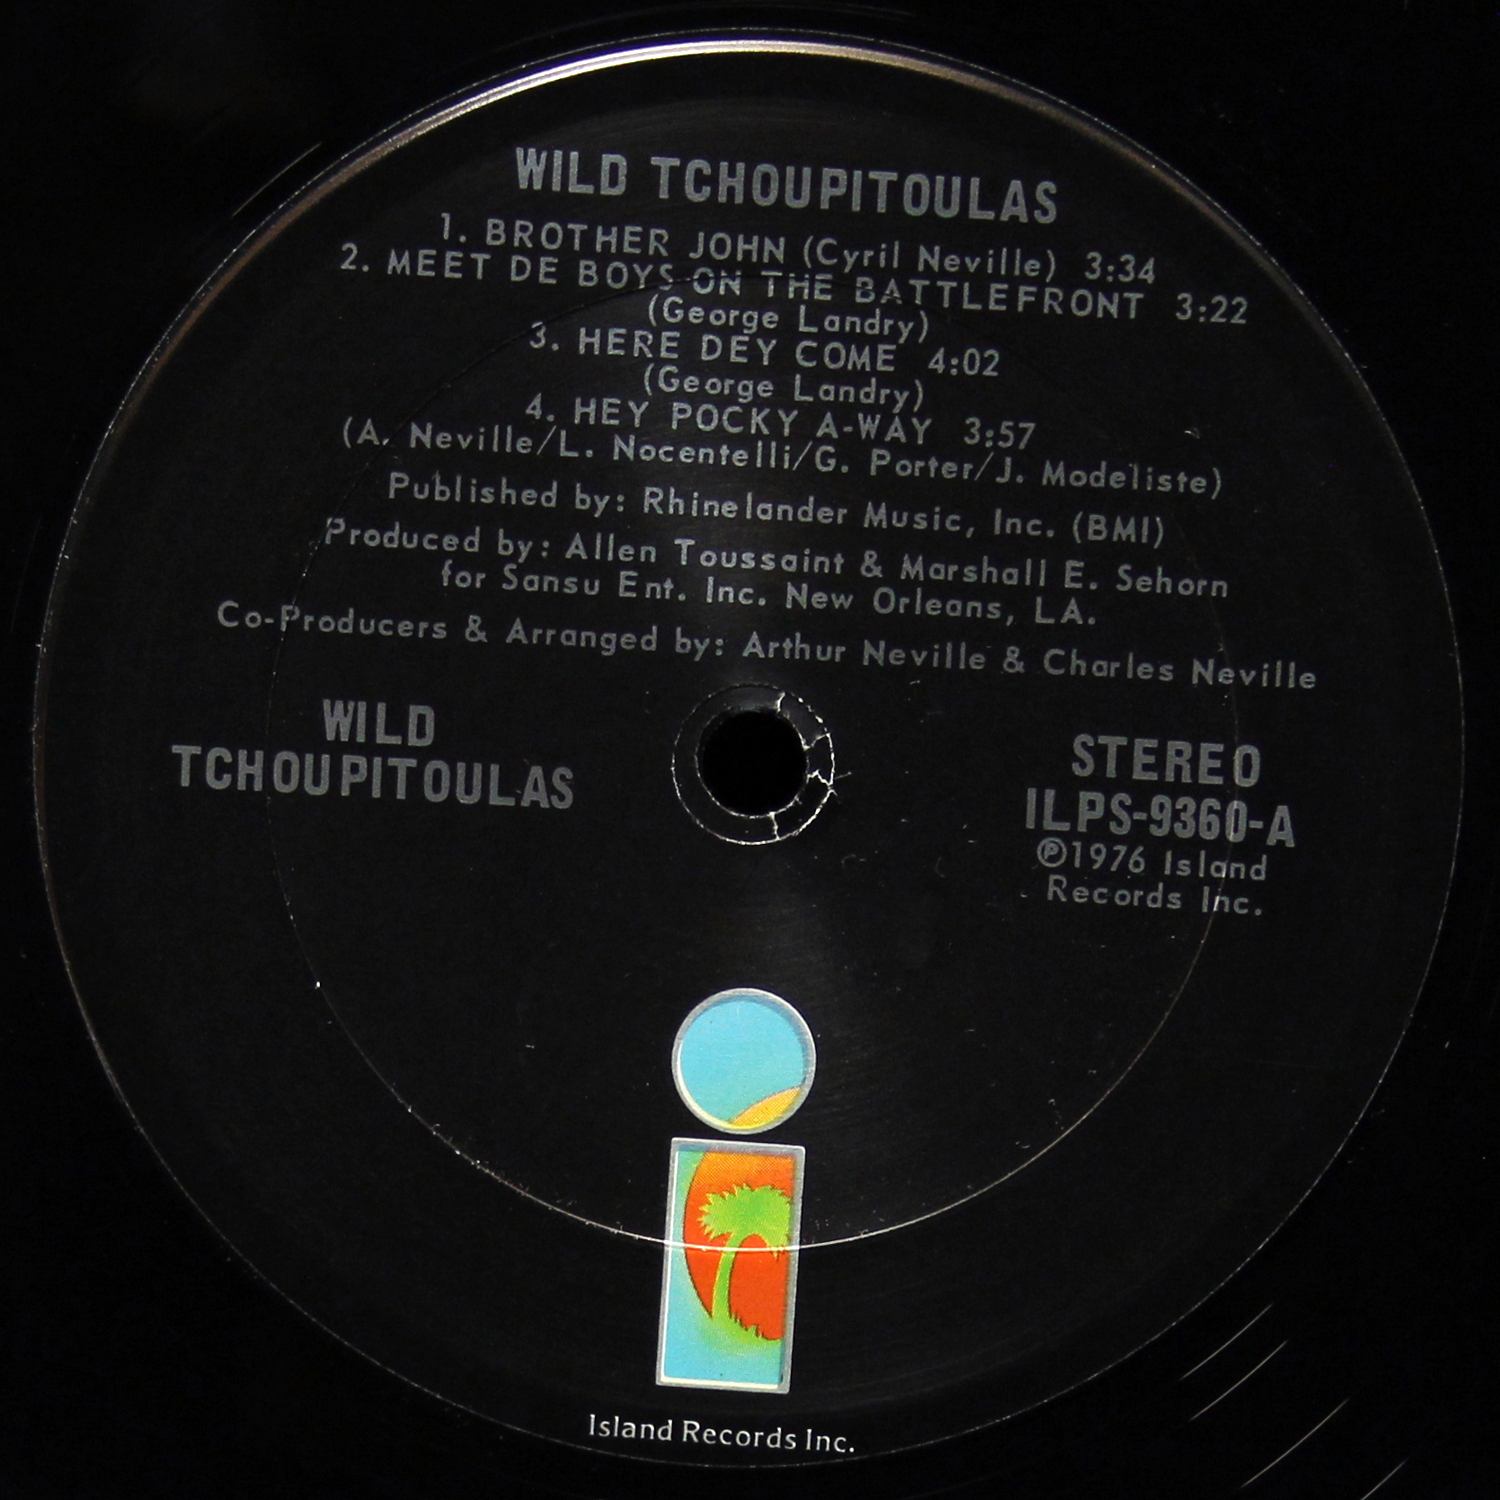 WILD TCHOUPITOULAS
1. BROTHER JOHN (Cyril Neville) 3:34
2. MEET DE BOYS ON THE BATTLEFRONT 3:22
(George Landry)
3. HERE DEY COME 4:02
(George Landry)
4. HEY POCKY A-WAY 3:57
(A. Neville/L. Nocentelli/G. Porter/J. Modeliste)
Published by: Rhinelander Music, Inc. (BMI)
Produced by: Allen Toussaint & Marshall E. Sehorn
for Sansu Ent. Inc. New Orleans, LA.
Co-Producers & Arranged by: Arthur Neville & Charles Neville
WILD
TCHOUPITOULAS
STEREO
ILPS-9360-A
℗1976 Island
Records Inc.
Island Records Inc.